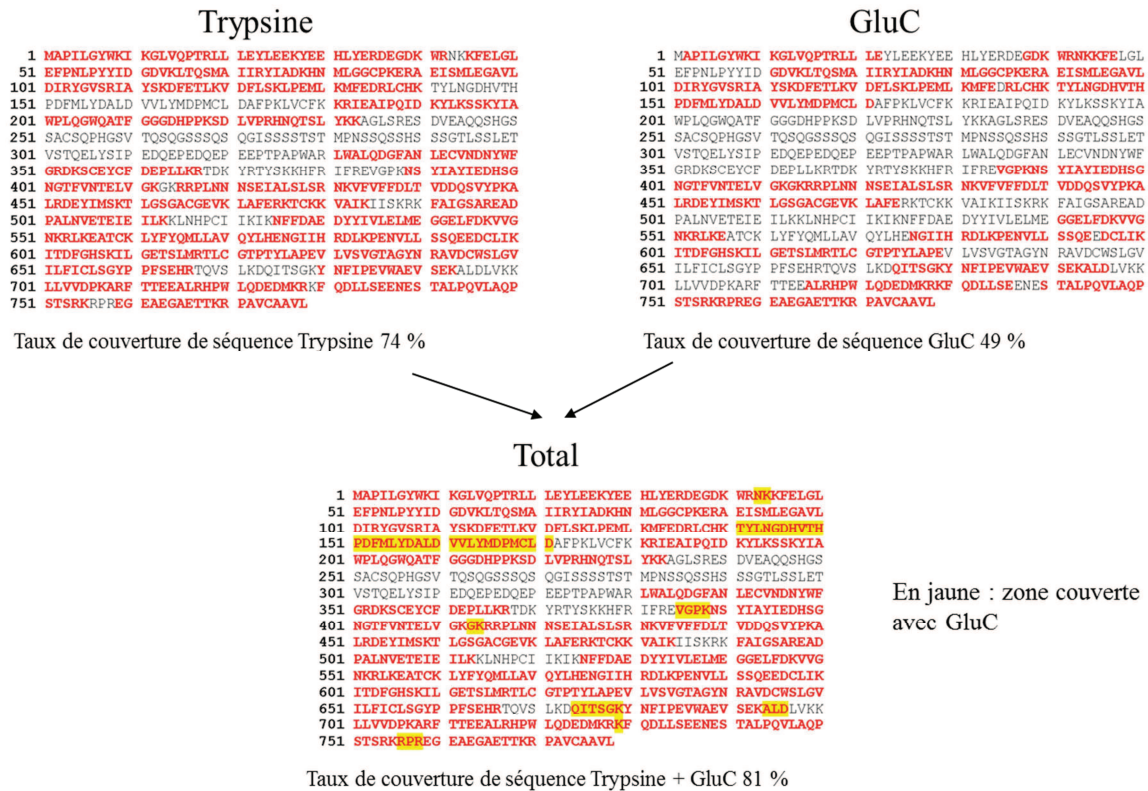 Trypsine
1 MAPILGYWKI KGLVQPTRLL LEYLEEKYEE HLYERDEGDK WRNKKFELGL
51 EFPNLPYYID GDVKLTQSMA IIRYIADKHN MLGGCPKERA EISMLEGAVL
101 DIRYGVSRIA YSKDFETLKV DFLSKLPEML KMFEDRLCHK TYLNGDHVTH
151 PDFMLYDALD VVLYMDPMCL DAFPKLVCFK KRIEAIPQID KYLKSSKYIA
201 WPLQGWQATF GGGDHPPKSD LVPRHNQTSL YKKAGLSRES DVEAQQSHGS
251 SACSQPHGSV TQSQGSSSQS QGISSSSTST MPNSSQSSHS SSGTLSSLET
301 VSTQELYSIP EDQEPEDQEP EEPTPAPWAR LWALQDGFAN LECVNDNYWF
351 GRDKSCEYCF DEPLLKRTDK YRTYSKKHFR IFREVGPKNS YIAYIEDHSG
401 NGTFVNTELV GKGKRRPLNN NSEIALSLSR NKVFVFFDLT VDDQSVYPKA
451 LRDEYIMSKT LGSGACGEVK LAFERKTCKK VAIKIISKRK FAIGSAREAD
501 PALNVETEIE ILKKLNHPCI IKIKNFFDAE DYYIVLELME GGELFDKVVG
551 NKRLKEATCK LYFYQMLLAV QYLHENGIIH RDLKPENVLL SSQEEDCLIK
601 ITDFGHSKIL GETSLMRTLC GTPTYLAPEV LVSVGTAGYN RAVDCWSLGV
651 ILFICLSGYP PFSEHRTQVS LKDQITSGKY NFIPEVWAEV SEKALDLVKK
701 LLVVDPKARF TTEEALRHPW LQDEDMKRKF QDLLSEENES TALPQVLAQP
751 STSRKRPREG EAEGAETTKR PAVCAAVL
Taux de couverture de séquence Trypsine 74 %
GluC
1 MAPILGYWKI KGLVQPTRLL LEYLEEKYEE HLYERDEGDK WRNKKFELGL
51 EFPNLPYYID GDVKLTQSMA IIRYIADKHN MLGGCPKERA EISMLEGAVL
101 DIRYGVSRIA YSKDFETLKV DFLSKLPEML KMFEDRLCHK TYLNGDHVTH
151 PDFMLYDALD VVLYMDPMCL DAFPKLVCFK KRIEAIPQID KYLKSSKYIA
201 WPLQGWQATF GGGDHPPKSD LVPRHNQTSL YKKAGLSRES DVEAQQSHGS
251 SACSQPHGSV TQSQGSSSQS QGISSSSTST MPNSSQSSHS SSGTLSSLET
301 VSTQELYSIP EDQEPEDQEP EEPTPAPWAR LWALQDGFAN LECVNDNYWF
351 GRDKSCEYCF DEPLLKRTDK YRTYSKKHFR IFREVGPKNS YIAYIEDHSG
401 NGTFVNTELV GKGKRRPLNN NSEIALSLSR NKVFVFFDLT VDDQSVYPKA
451 LRDEYIMSKT LGSGACGEVK LAFERKTCKK VAIKIISKRK FAIGSAREAD
501 PALNVETEIE ILKKLNHPCI IKIKNFFDAE DYYIVLELME GGELFDKVVG
551 NKRLKEATCK LYFYQMLLAV QYLHENGIIH RDLKPENVLL SSQEEDCLIK
601 ITDFGHSKIL GETSLMRTLC GTPTYLAPEV LVSVGTAGYN RAVDCWSLGV
651 ILFICLSGYP PFSEHRTQVS LKDQITSGKY NFIPEVWAEV SEKALDLVKK
701 LLVVDPKARF TTEEALRHPW LQDEDMKRKF QDLLSEENES TALPQVLAQP
751 STSRKRPREG EAEGAETTKR PAVCAAVL
Taux de couverture de séquence GluC 49 %
Total
1 MAPILGYWKI KGLVQPTRLL LEYLEEKYEE HLYERDEGDK WRNKKFELGL
51 EFPNLPYYID GDVKLTQSMA IIRYIADKHN MLGGCPKERA EISMLEGAVL
101 DIRYGVSRIA YSKDFETLKV DFLSKLPEML KMFEDRLCHK TYLNGDHVTH
151 PDFMLYDALD VVLYMDPMCL DAFPKLVCFK KRIEAIPQID KYLKSSKYIA
201 WPLQGWQATF GGGDHPPKSD LVPRHNQTSL YKKAGLSRES DVEAQQSHGS
251 SACSQPHGSV TQSQGSSSQS QGISSSSTST MPNSSQSSHS SSGTLSSLET
301 VSTQELYSIP EDQEPEDQEP EEPTPAPWAR LWALQDGFAN LECVNDNYWF
351 GRDKSCEYCF DEPLLKRTDK YRTYSKKHFR IFREVGPKNS YIAYIEDHSG
401 NGTFVNTELV GKGKRRPLNN NSEIALSLSR NKVFVFFDLT VDDQSVYPKA
451 LRDEYIMSKT LGSGACGEVK LAFERKTCKK VAIKIISKRK FAIGSAREAD
501 PALNVETEIE ILKKLNHPCI IKIKNFFDAE DYYIVLELME GGELFDKVVG
551 NKRLKEATCK LYFYQMLLAV QYLHENGIIH RDLKPENVLL SSQEEDCLIK
601 ITDFGHSKIL GETSLMRTLC GTPTYLAPEV LVSVGTAGYN RAVDCWSLGV
651 ILFICLSGYP PFSEHRTQVS LKDQITSGKY NFIPEVWAEV SEKALDLVKK
701 LLVVDPKARF TTEEALRHPW LQDEDMKRKF QDLLSEENES TALPQVLAQP
751 STSRKRPREG EAEGAETTKR PAVCAAVL
En jaune : zone couverte
avec GluC
Taux de couverture de séquence Trypsine + GluC 81 %